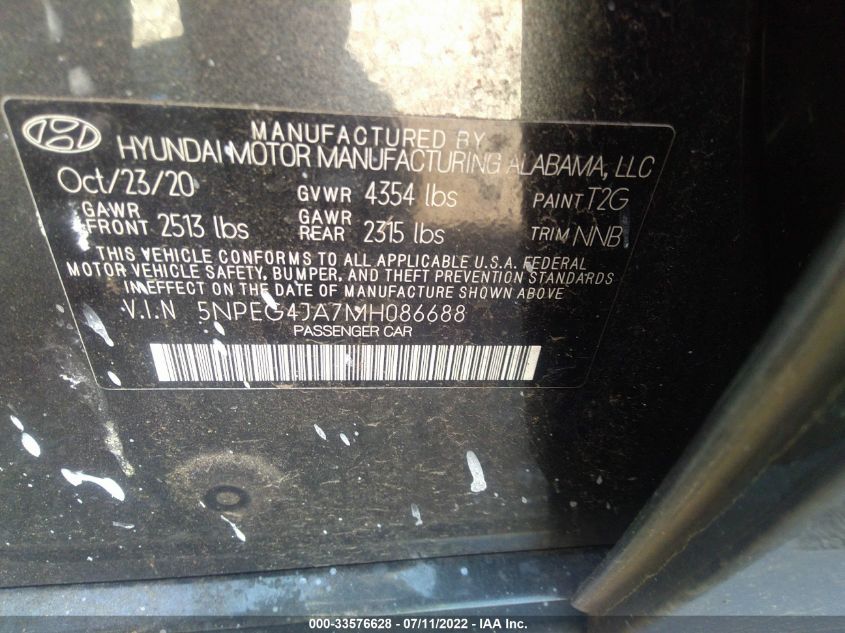 MANUFACTURED BY
HYUNDAI MOTOR MANUFACTURING ALABAMA, LLC
Oct/23/20 GVWR 4354 lbs PAINT T2G
GAWR FRONT 2513 lbs GAWR REAR 2315 lbs TRIM NNB
THIS VEHICLE CONFORMS TO ALL APPLICABLE U.S.A. FEDERAL
MOTOR VEHICLE SAFETY, BUMPER, AND THEFT PREVENTION STANDARDS
IN EFFECT ON THE DATE OF MANUFACTURE SHOWN ABOVE
V.I.N 5NPEG4JA7MH086688
PASSENGER CAR
000-33576628 - 07/11/2022 - IAA Inc.